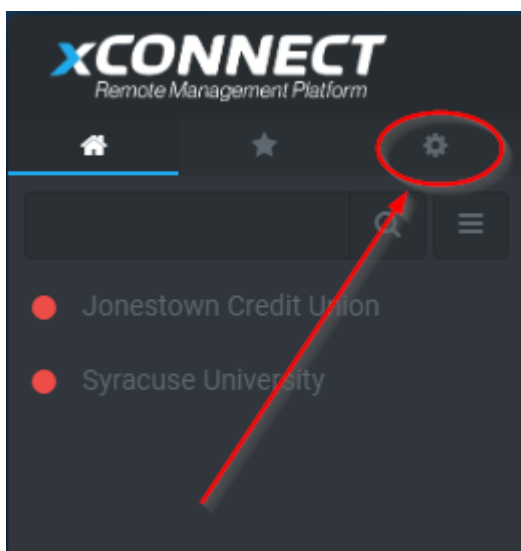 xCONNECT
Remote Management Platform
Jonestown Credit Union
Syracuse University